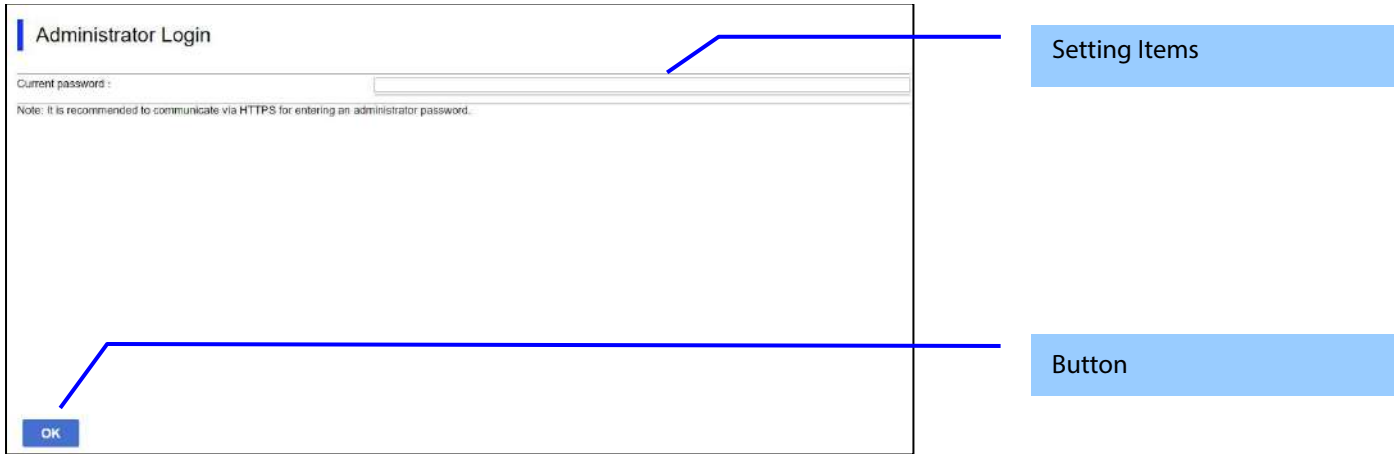 Administrator Login
Setting Items
Current password :
Note: It is recommended to communicate via HTTPS for entering an administrator password.
Button
OK